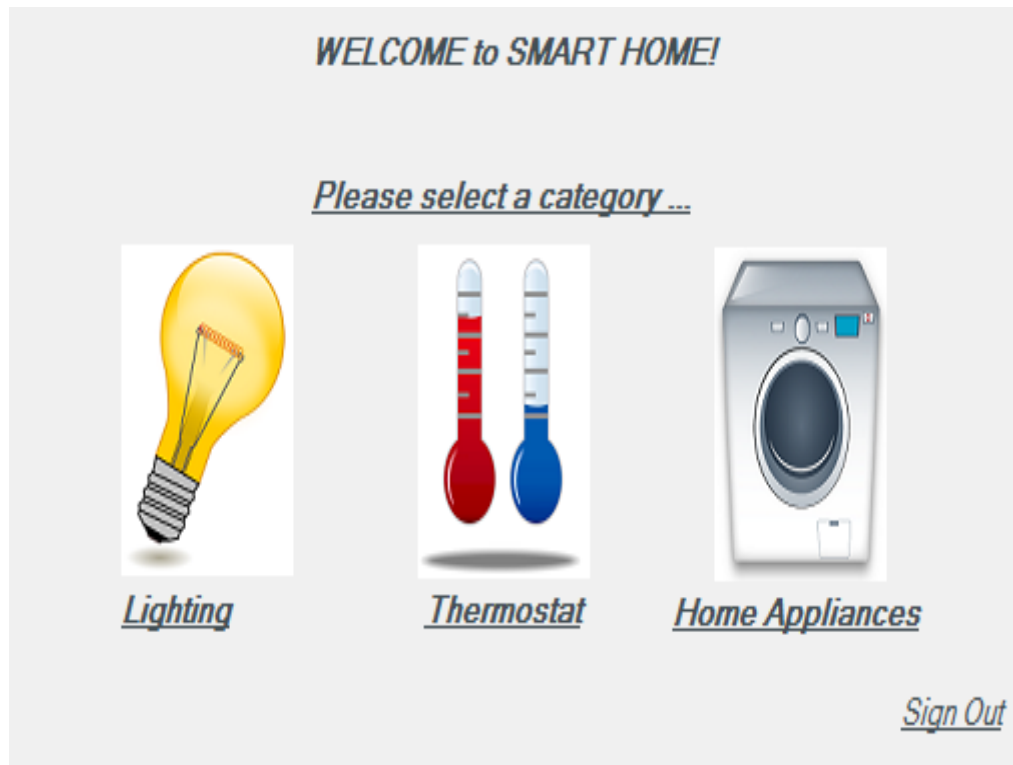 WELCOME to SMART HOME!
Please select a category ...
Lighting
Thermostat
Home Appliances
Sign Out